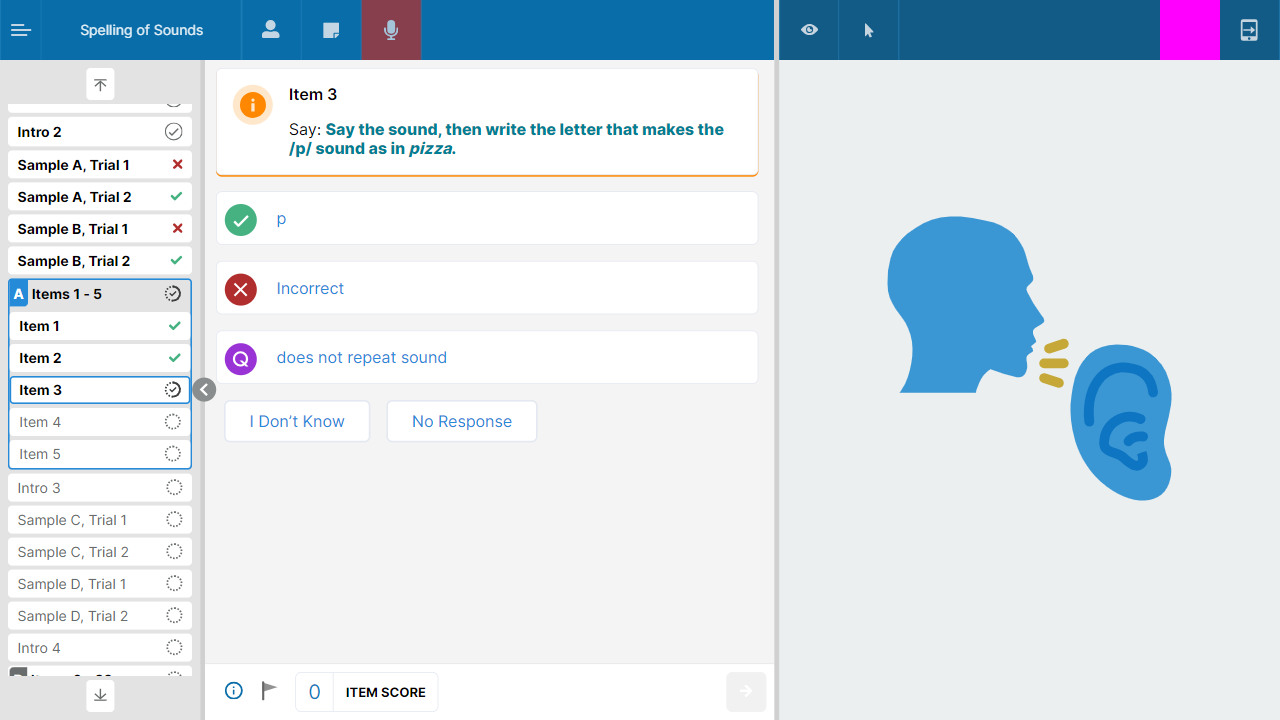 Spelling of Sounds
Intro 2
Sample A, Trial 1
Sample A, Trial 2
Sample B, Trial 1
Sample B, Trial 2
A Items 1 - 5
Item 1
Item 2
Item 3
Item 4
Item 5
Intro 3
Sample C, Trial 1
Sample C, Trial 2
Sample D, Trial 1
Sample D, Trial 2
Intro 4
Item 3
Say: Say the sound, then write the letter that makes the
/p/ sound as in pizza.
p
Incorrect
Q does not repeat sound
I Don’t Know No Response
0 ITEM SCORE